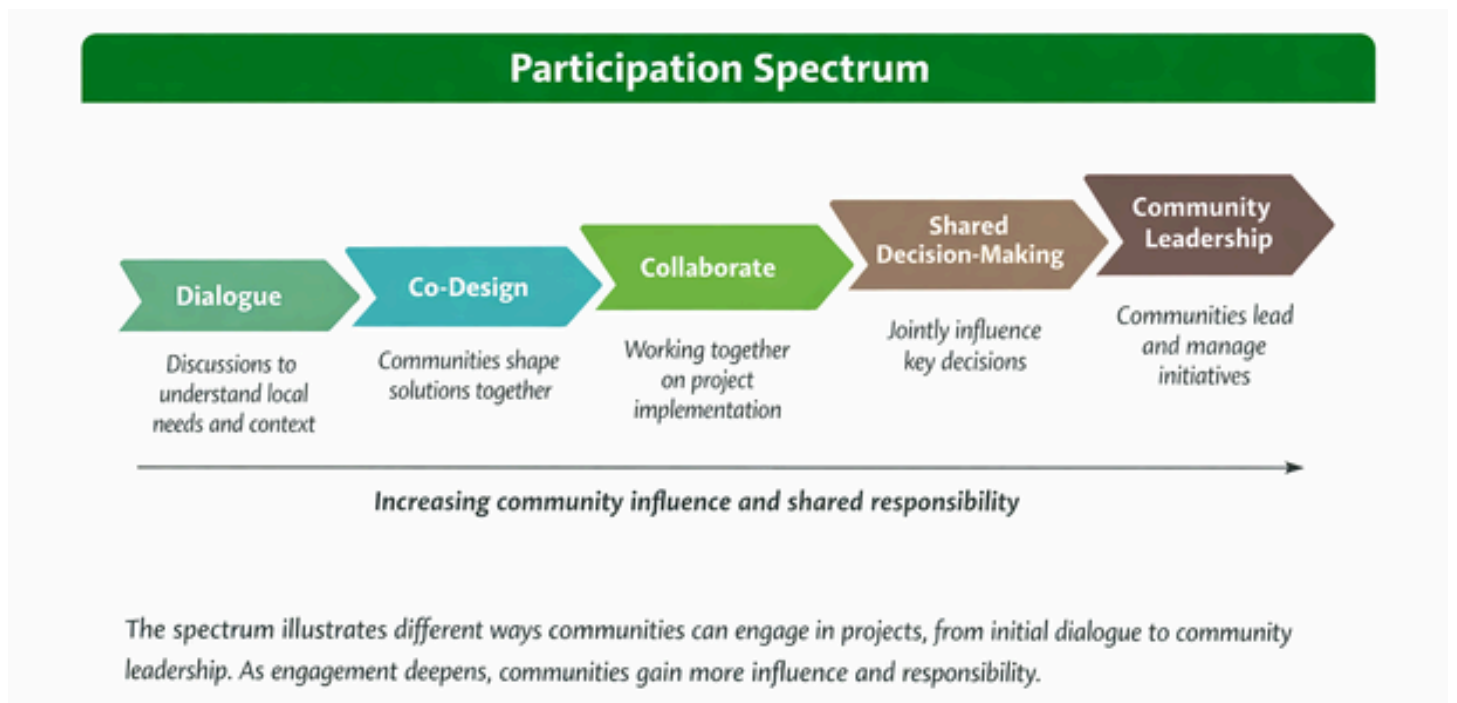 Participation Spectrum
Dialogue
Discussions to
understand local
needs and context
Co-Design
Communities shape
solutions together
Collaborate
Working together
on project
implementation
Shared
Decision-Making
Jointly influence
key decisions
Community
Leadership
Communities lead
and manage
initiatives
Increasing community influence and shared responsibility
The spectrum illustrates different ways communities can engage in projects, from initial dialogue to community
leadership. As engagement deepens, communities gain more influence and responsibility.